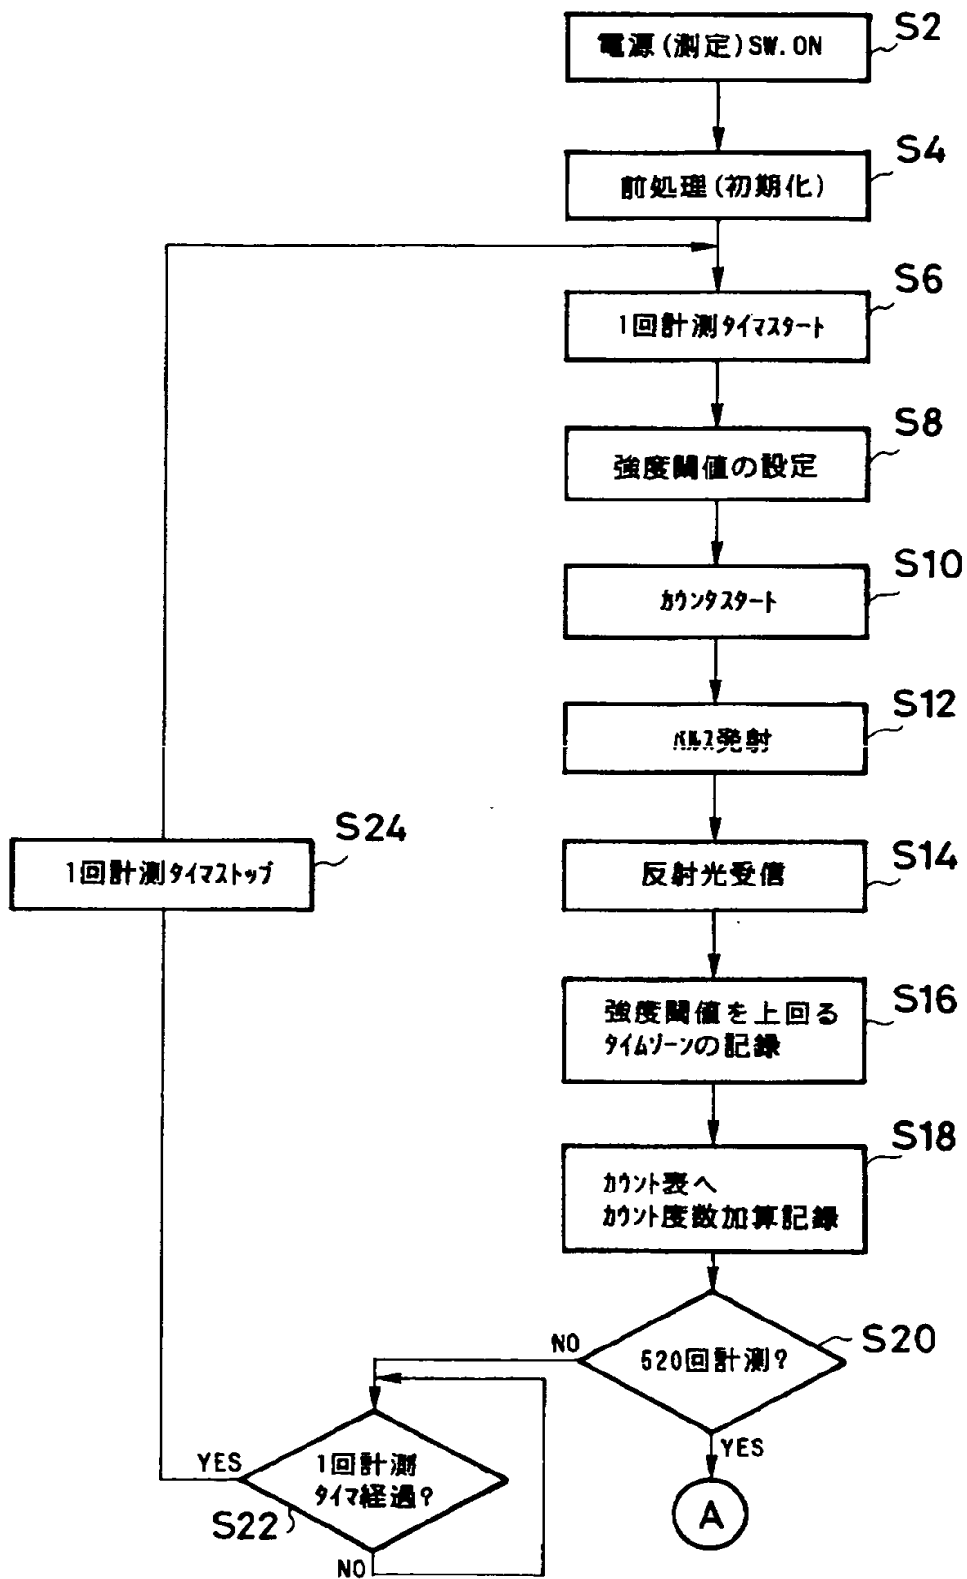 S2
電源(測定)SW.ON
S4
前処理(初期化)
S6
1回計測タイマスタート
S8
強度閾値の設定
S10
カウンタスタート
S12
パルス発射
S24
1回計測タイマストップ
S14
反射光受信
S16
強度閾値を上回る
タイムゾーンの記録
S18
カウント表へ
カウント度数加算記録
S20
520回計測?
NO
YES
A
S22
1回計測
タイマ経過?
YES
NO